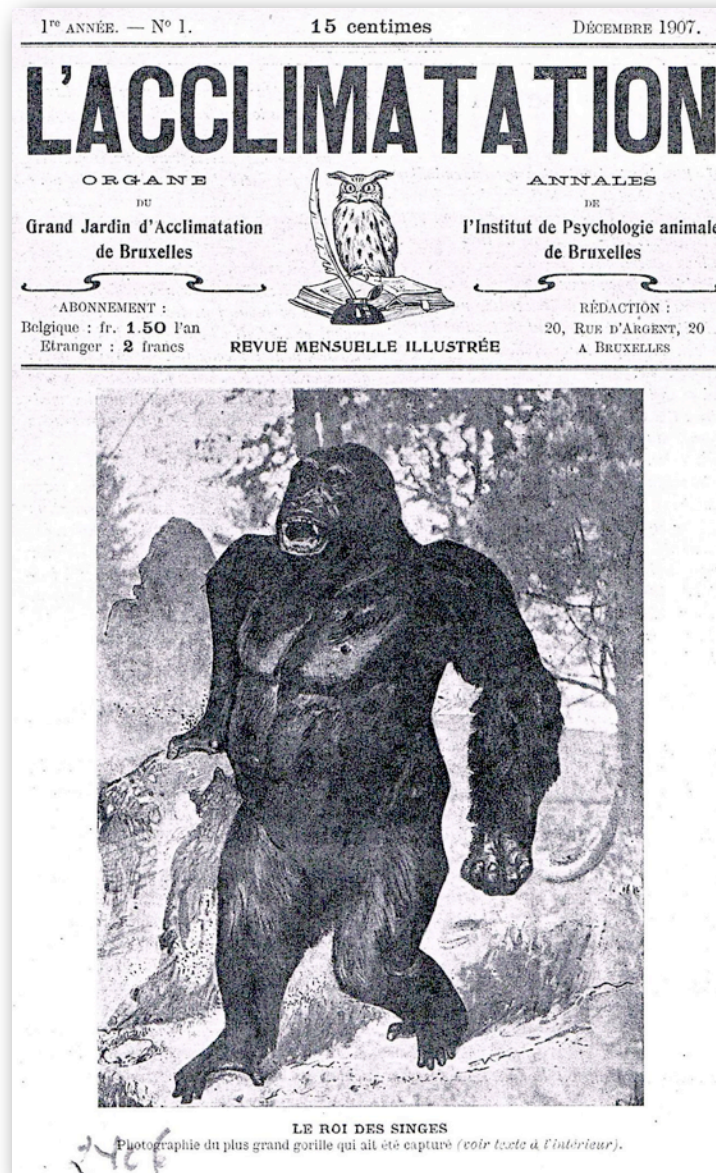 1re ANNÉE. — No 1.
15 centimes
DÉCEMBRE 1907.
L'ACCLIMATATION
ORGANE
DU
Grand Jardin d'Acclimatation
de Bruxelles
ANNALES
DE
l'Institut de Psychologie animale
de Bruxelles
ABONNEMENT :
Belgique : fr. 1.50 l'an
Etranger : 2 francs
REVUE MENSUELLE ILLUSTRÉE
RÉDACTION :
20, RUE D'ARGENT, 20
A BRUXELLES
LE ROI DES SINGES
Photographie du plus grand gorille qui ait été capturé (voir texte à l'intérieur).